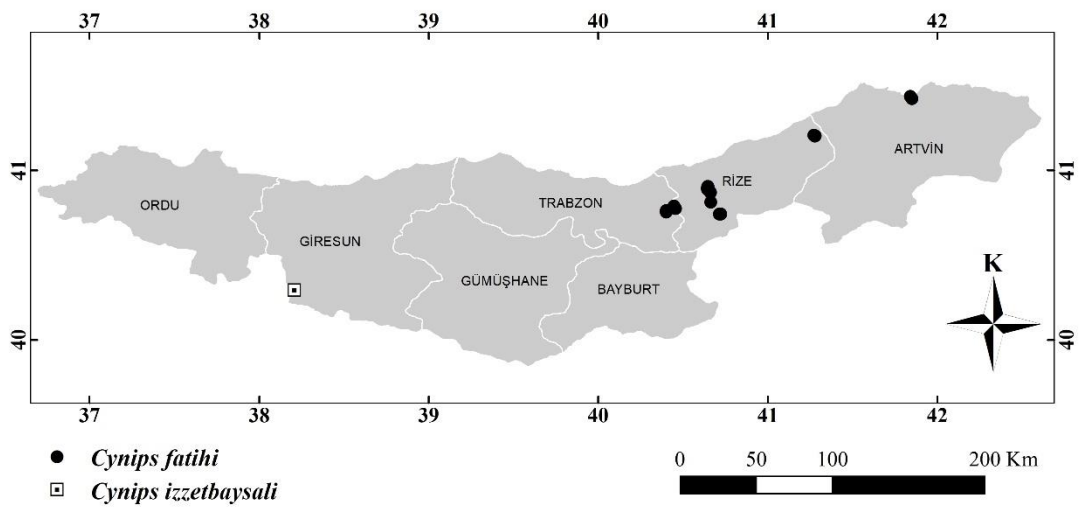 37 38 39 40 41 42
41 41
ARTVİN
RİZE
ORDU
TRABZON
GİRESUN
K
GÜMÜŞHANE
BAYBURT
40 40
37 38 39 40 41 42
Cynips fatihi
0 50 100 200 Km
Cynips izzetbaysali